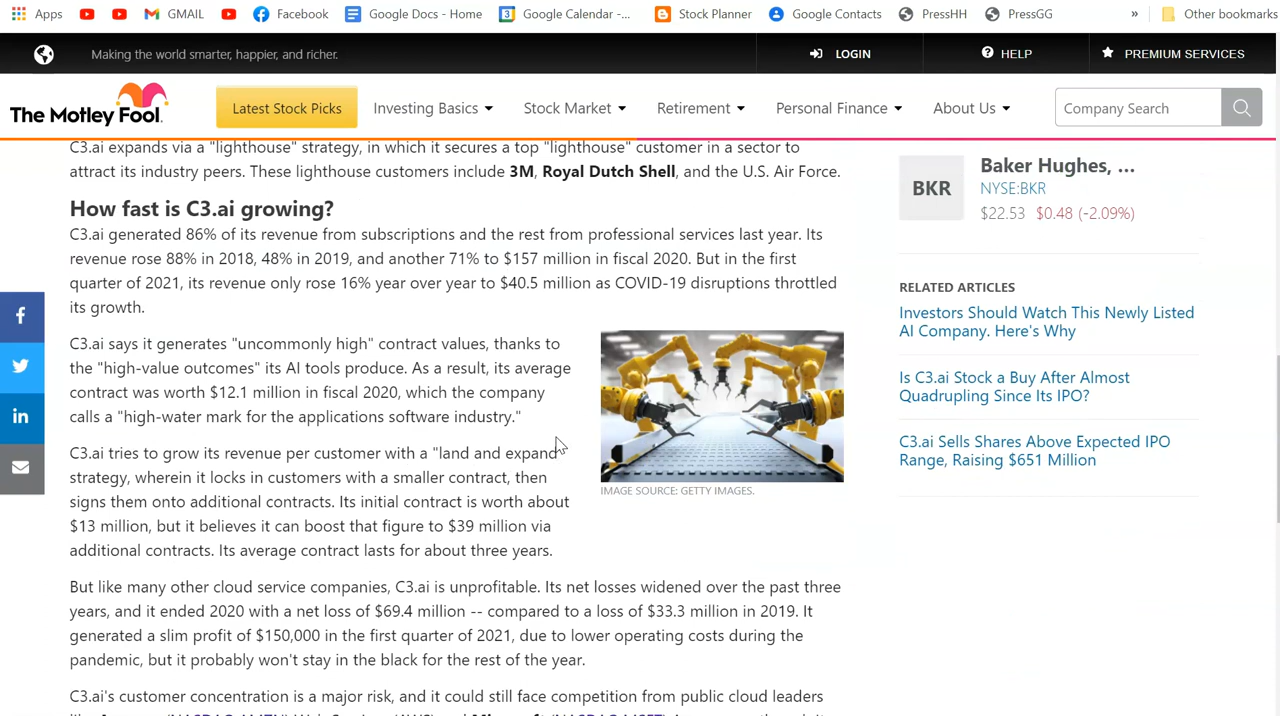 Apps GMAIL Facebook Google Docs - Home Google Calendar -... Stock Planner Google Contacts PressHH PressGG » Other bookmarks
Making the world smarter, happier, and richer. LOGIN HELP PREMIUM SERVICES
The Motley Fool. Latest Stock Picks Investing Basics Stock Market Retirement Personal Finance About Us Company Search
C3.ai expands via a "lighthouse" strategy, in which it secures a top "lighthouse" customer in a sector to
attract its industry peers. These lighthouse customers include 3M, Royal Dutch Shell, and the U.S. Air Force.
How fast is C3.ai growing?
C3.ai generated 86% of its revenue from subscriptions and the rest from professional services last year. Its
revenue rose 88% in 2018, 48% in 2019, and another 71% to $157 million in fiscal 2020. But in the first
quarter of 2021, its revenue only rose 16% year over year to $40.5 million as COVID-19 disruptions throttled
its growth.
C3.ai says it generates "uncommonly high" contract values, thanks to
the "high-value outcomes" its AI tools produce. As a result, its average
contract was worth $12.1 million in fiscal 2020, which the company
calls a "high-water mark for the applications software industry."
C3.ai tries to grow its revenue per customer with a "land and expand"
strategy, wherein it locks in customers with a smaller contract, then
signs them onto additional contracts. Its initial contract is worth about
$13 million, but it believes it can boost that figure to $39 million via
additional contracts. Its average contract lasts for about three years.
IMAGE SOURCE: GETTY IMAGES.
But like many other cloud service companies, C3.ai is unprofitable. Its net losses widened over the past three
years, and it ended 2020 with a net loss of $69.4 million -- compared to a loss of $33.3 million in 2019. It
generated a slim profit of $150,000 in the first quarter of 2021, due to lower operating costs during the
pandemic, but it probably won't stay in the black for the rest of the year.
C3.ai's customer concentration is a major risk, and it could still face competition from public cloud leaders
BKR
Baker Hughes, ...
NYSE:BKR
$22.53 $0.48 (-2.09%)
RELATED ARTICLES
Investors Should Watch This Newly Listed
AI Company. Here's Why
Is C3.ai Stock a Buy After Almost
Quadrupling Since Its IPO?
C3.ai Sells Shares Above Expected IPO
Range, Raising $651 Million